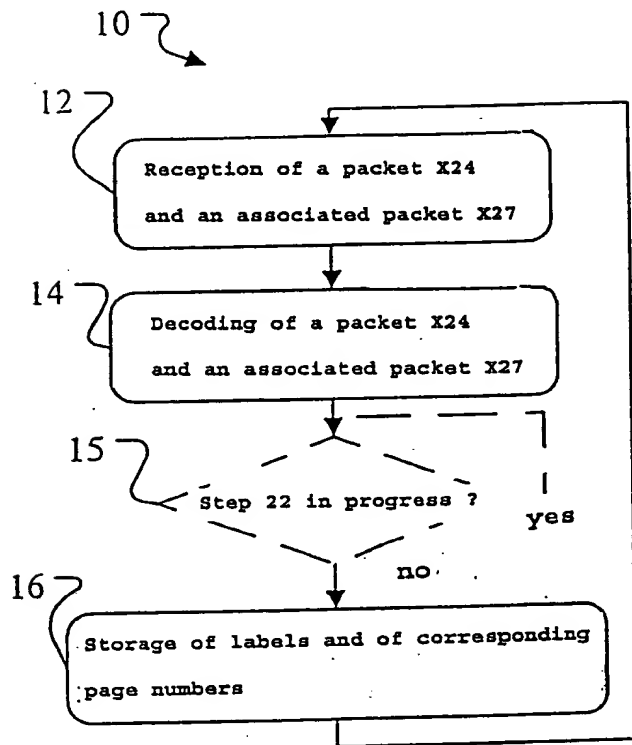 10
12
Reception of a packet X24
and an associated packet X27
14
Decoding of a packet X24
and an associated packet X27
15
Step 22 in progress ?
yes
no
16
Storage of labels and of corresponding
page numbers